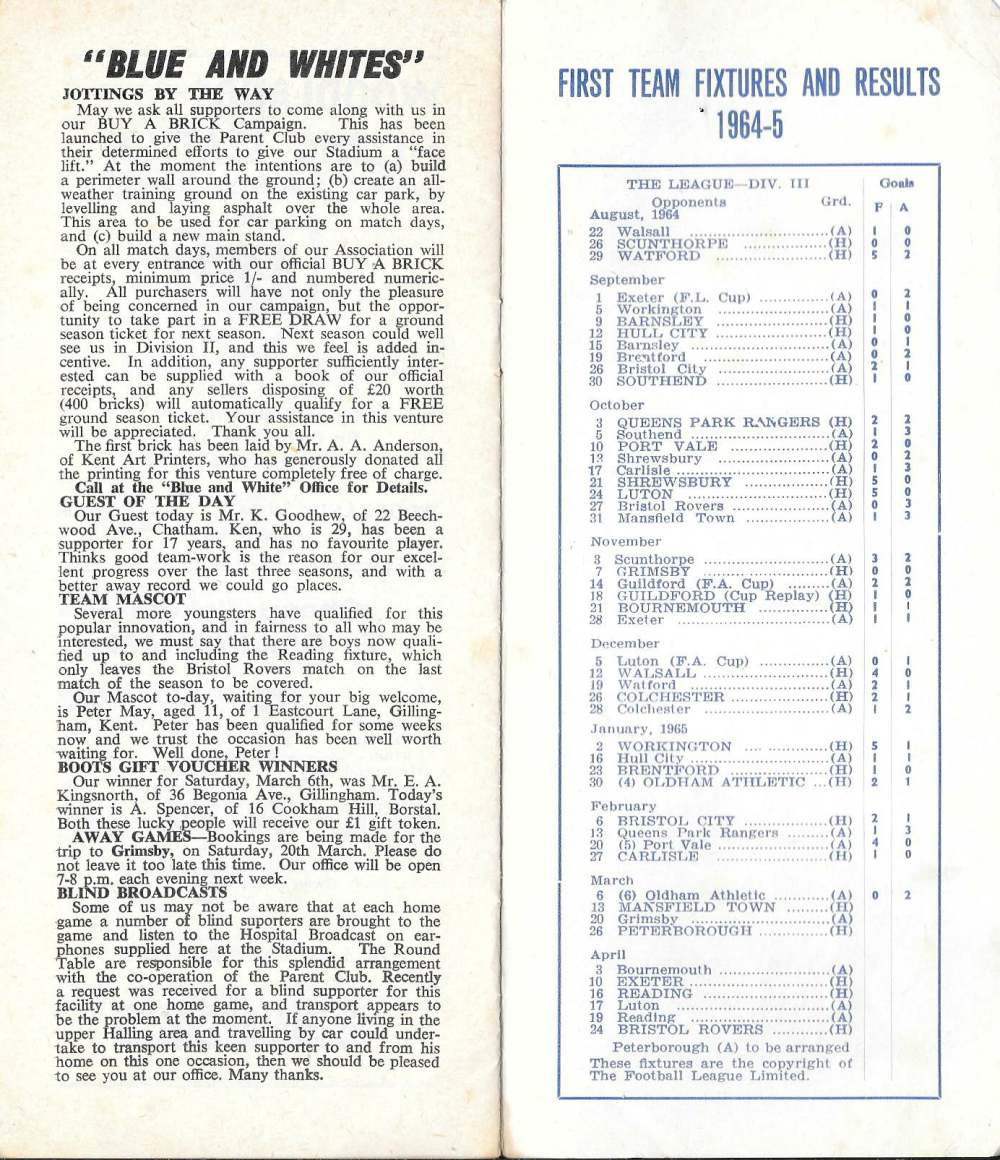 "BLUE AND WHITES"
JOTTINGS BY THE WAY
May we ask all supporters to come along with us in
our BUY A BRICK Campaign. This has been
launched to give the Parent Club every assistance in
their determined efforts to give our Stadium a "face
lift." At the moment the intentions are to (a) build
a perimeter wall around the ground; (b) create an all-
weather training ground on the existing car park, by
levelling and laying asphalt over the whole area.
This area to be used for car parking on match days,
and (c) build a new main stand.
On all match days, members of our Association will
be at every entrance with our official BUY A BRICK
receipts, minimum price 1/- and numbered numeric-
ally. All purchasers will have not only the pleasure
of being concerned in our campaign, but the oppor-
tunity to take part in a FREE DRAW for a ground
season ticket for next season. Next season could well
see us in Division II, and this we feel is added in-
centive. In addition, any supporter sufficiently inter-
ested can be supplied with a book of our official
receipts, and any sellers disposing of £20 worth
(400 bricks) will automatically qualify for a FREE
ground season ticket. Your assistance in this venture
will be appreciated. Thank you all.
The first brick has been laid by Mr. A. A. Anderson,
of Kent Art Printers, who has generously donated all
the printing for this venture completely free of charge.
Call at the "Blue and White" Office for Details.
GUEST OF THE DAY
Our Guest today is Mr. K. Goodhew, of 22 Beech-
wood Ave., Chatham. Ken, who is 29, has been a
supporter for 17 years, and has no favourite player.
Thinks good team-work is the reason for our excel-
lent progress over the last three seasons, and with a
better away record we could go places.
TEAM MASCOT
Several more youngsters have qualified for this
popular innovation, and in fairness to all who may be
interested, we must say that there are boys now quali-
fied up to and including the Reading fixture, which
only leaves the Bristol Rovers match on the last
match of the season to be covered.
Our Mascot to-day, waiting for your big welcome,
is Peter May, aged 11, of 1 Eastcourt Lane, Gilling-
ham, Kent. Peter has been qualified for some weeks
now and we trust the occasion has been well worth
waiting for. Well done, Peter !
BOOTS GIFT VOUCHER WINNERS
Our winner for Saturday, March 6th, was Mr. E. A.
Kingsnorth, of 36 Begonia Ave., Gillingham. Today's
winner is A. Spencer, of 16 Cookham Hill, Borstal.
Both these lucky people will receive our £1 gift token.
AWAY GAMES—Bookings are being made for the
trip to Grimsby, on Saturday, 20th March. Please do
not leave it too late this time. Our office will be open
7-8 p.m. each evening next week.
BLIND BROADCASTS
Some of us may not be aware that at each home
game a number of blind suporters are brought to the
game and listen to the Hospital Broadcast on ear-
phones supplied here at the Stadium. The Round
Table are responsible for this splendid arrangement
with the co-operation of the Parent Club. Recently
a request was received for a blind supporter for this
facility at one home game, and transport appears to
be the problem at the moment. If anyone living in the
upper Halling area and travelling by car could under-
take to transport this keen supporter to and from his
home on this one occasion, then we should be pleased
to see you at our office. Many thanks.
FIRST TEAM FIXTURES AND RESULTS
1964-5
THE LEAGUE—DIV. III Goals
Opponents Grd. F A
August, 1964
22 Walsall (A) 1 0
26 SCUNTHORPE (H) 0 0
29 WATFORD (H) 5 2
September
1 Exeter (F.L. Cup) (A) 0 2
5 Workington (A) 1 1
9 BARNSLEY (H) 1 0
12 HULL CITY (H) 1 0
15 Barnsley (A) 0 1
19 Brentford (A) 0 2
26 Bristol City (A) 2 1
30 SOUTHEND (H) 1 0
October
3 QUEENS PARK RANGERS (H) 2 2
5 Southend (A) 1 3
10 PORT VALE (H) 2 0
13 Shrewsbury (A) 0 2
17 Carlisle (A) 1 3
21 SHREWSBURY (H) 5 0
24 LUTON (H) 5 0
27 Bristol Rovers (A) 0 3
31 Mansfield Town (A) 1 3
November
3 Scunthorpe (A) 3 2
7 GRIMSBY (H) 0 0
14 Guildford (F.A. Cup) (A) 2 2
18 GUILDFORD (Cup Replay) (H) 1 0
21 BOURNEMOUTH (H) 1 1
28 Exeter (A) 1 1
December
5 Luton (F.A. Cup) (A) 0 1
12 WALSALL (H) 4 0
19 Watford (A) 2 1
26 COLCHESTER (H) 2 1
28 Colchester (A) 1 2
January, 1965
2 WORKINGTON (H) 5 1
16 Hull City (A) 1 1
23 BRENTFORD (H) 1 0
30 (4) OLDHAM ATHLETIC (H) 2 1
February
6 BRISTOL CITY (H) 2 1
13 Queens Park Rangers (A) 1 3
20 (5) Port Vale (A) 4 0
27 CARLISLE (H) 1 0
March
6 (6) Oldham Athletic (A) 0 2
13 MANSFIELD TOWN (H)
20 Grimsby (A)
26 PETERBOROUGH (H)
April
3 Bournemouth (A)
10 EXETER (H)
16 READING (H)
17 Luton (A)
19 Reading (A)
24 BRISTOL ROVERS (H)
Peterborough (A) to be arranged
These fixtures are the copyright of
The Football League Limited.